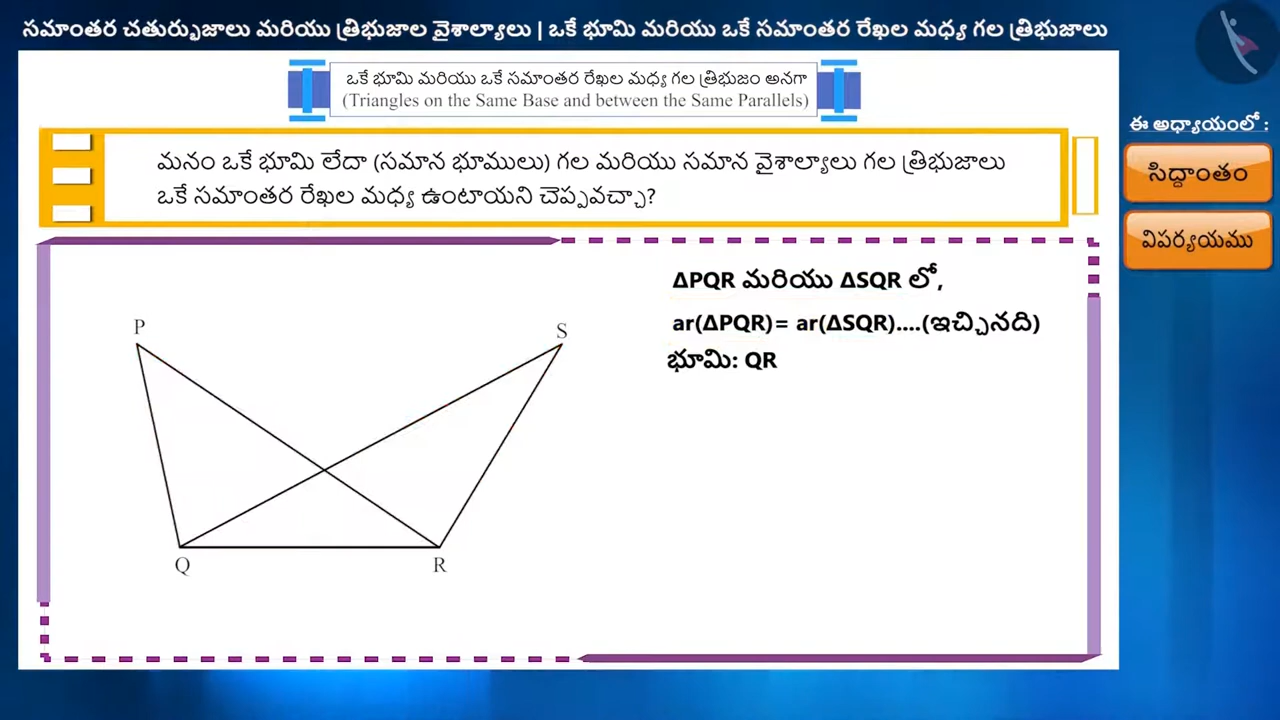 సమాంతర చతుర్భుజాలు మరియు త్రిభుజాల వైశాల్యాలు | ఒకే భూమి మరియు ఒకే సమాంతర రేఖల మధ్య గల త్రిభుజాలు
ఒకే భూమి మరియు ఒకే సమాంతర రేఖల మధ్య గల త్రిభుజం అనగా
(Triangles on the Same Base and between the Same Parallels)
మనం ఒకే భూమి లేదా (సమాన భూములు) గల మరియు సమాన వైశాల్యాలు గల త్రిభుజాలు
ఒకే సమాంతర రేఖల మధ్య ఉంటాయని చెప్పవచ్చా?
ఈ అధ్యాయంలో :
సిద్ధాంతం
విపర్యయము
ΔPQR మరియు ΔSQR లో,
ar(ΔPQR)= ar(ΔSQR)....(ఇచ్చినది)
భూమి: QR
P
S
Q
R